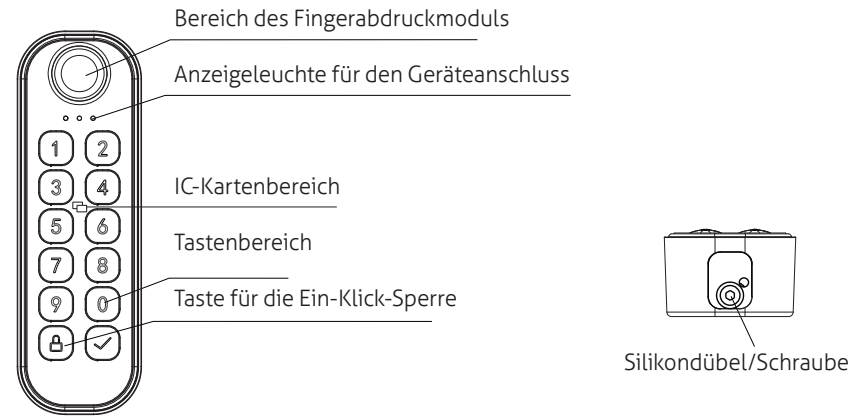 Bereich des Fingerabdruckmoduls
Anzeigeleuchte für den Geräteanschluss
1 2
3 4
IC-Kartenbereich
5 6
Tastenbereich
7 8
9 0
Taste für die Ein-Klick-Sperre
Silikondübel/Schraube